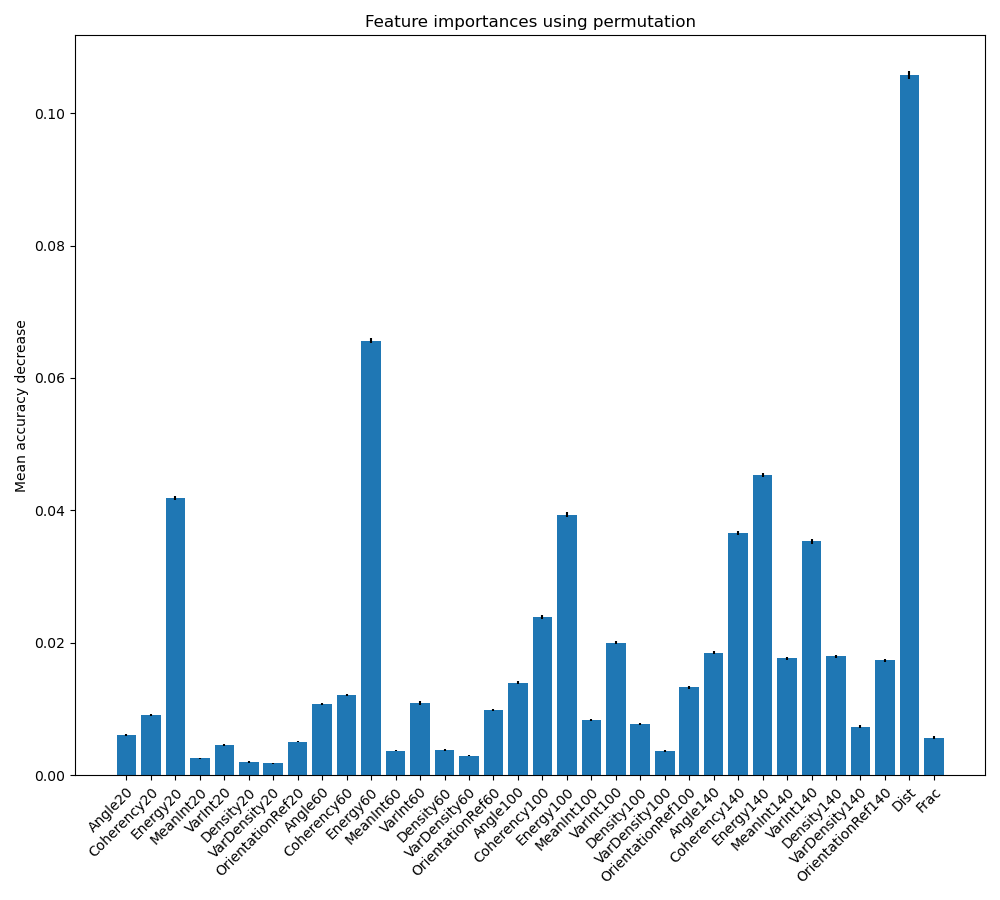 Feature importances using permutation
Mean accuracy decrease
0.10
0.08
0.06
0.04
0.02
0.00
Angle20
Coherency20
Energy20
MeanInt20
VarInt20
Density20
VarDensity20
OrientationRef20
Angle60
Coherency60
Energy60
MeanInt60
VarInt60
Density60
VarDensity60
OrientationRef60
Angle100
Coherency100
Energy100
MeanInt100
VarInt100
Density100
VarDensity100
OrientationRef100
Angle140
Coherency140
Energy140
MeanInt140
VarInt140
Density140
VarDensity140
OrientationRef140
Dist
Frac